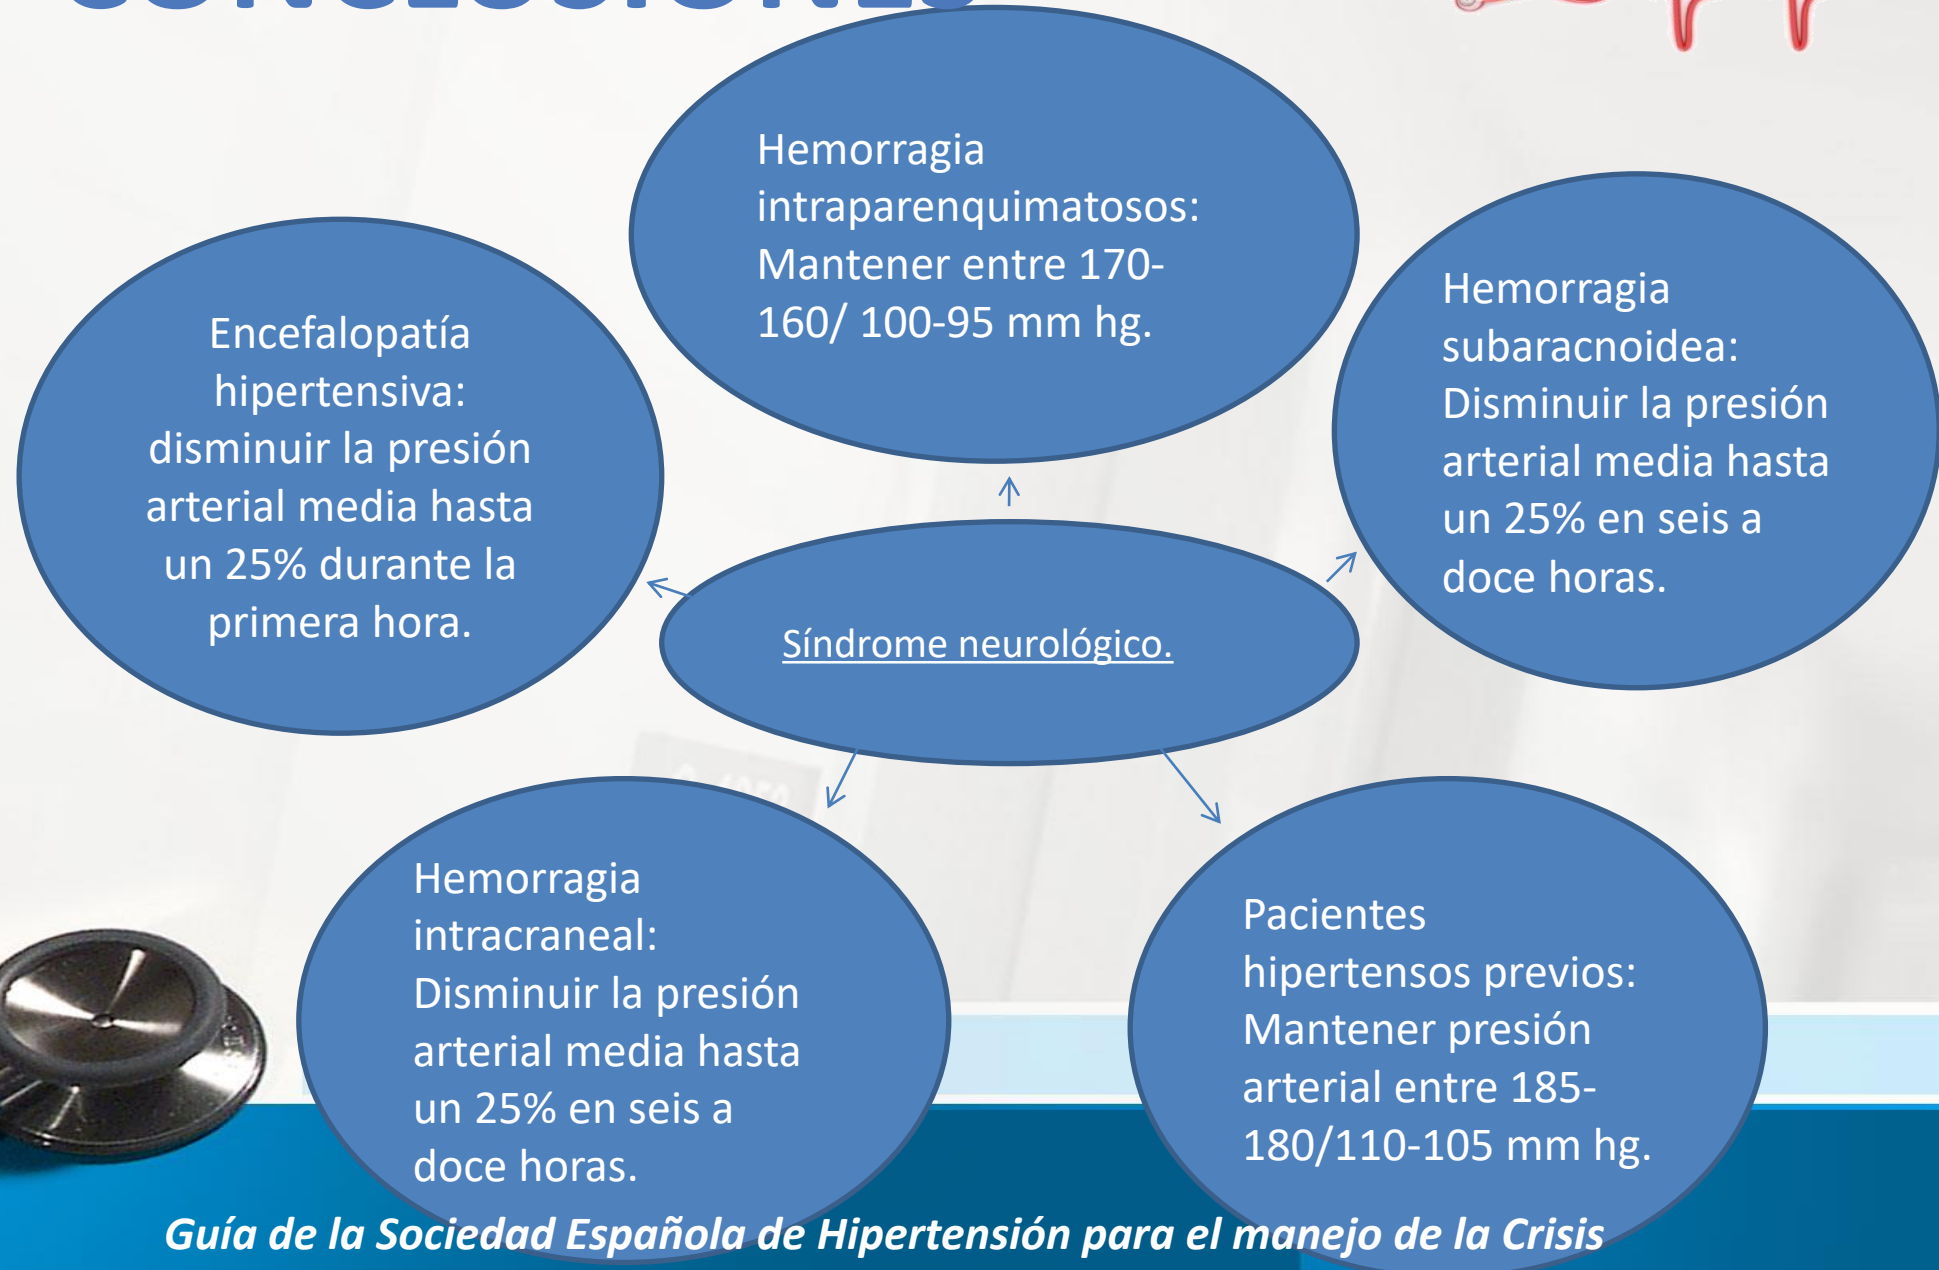 CONCLUSIONES
Hemorragia
intraparenquimatosos:
Mantener entre 170-
160/ 100-95 mm hg.
Encefalopatía
hipertensiva:
disminuir la presión
arterial media hasta
un 25% durante la
primera hora.
Hemorragia
subaracnoidea:
Disminuir la presión
arterial media hasta
un 25% en seis a
doce horas.
Síndrome neurológico.
Hemorragia
intracraneal:
Disminuir la presión
arterial media hasta
un 25% en seis a
doce horas.
Pacientes
hipertensos previos:
Mantener presión
arterial entre 185-
180/110-105 mm hg.
Guía de la Sociedad Española de Hipertensión para el manejo de la Crisis